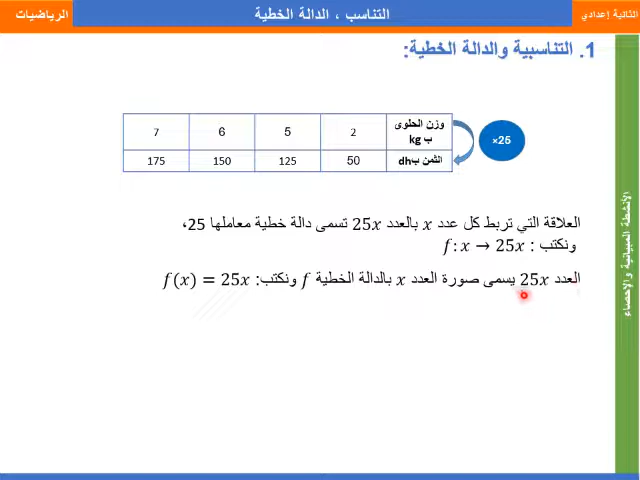 الثانية إعدادي
التناسب ، الدالة الخطية
الرياضيات
1. التناسبية والدالة الخطية:
وزن الحلوى ب kg 2 5 6 7
الثمن بdh 50 125 150 175
×25
العلاقة التي تربط كل عدد x بالعدد 25x تسمى دالة خطية معاملها 25،
ونكتب : f: x → 25x
العدد 25x يسمى صورة العدد x بالدالة الخطية f ونكتب: f(x) = 25x
الأنشطة المبيانية والإحصاء